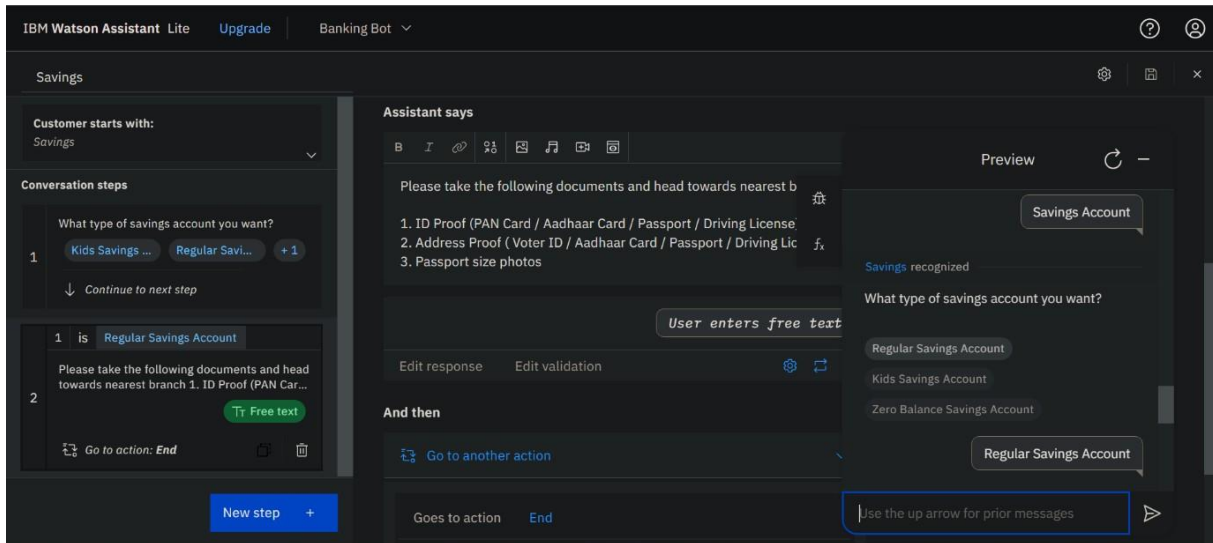 IBM Watson Assistant Lite Upgrade Banking Bot
Savings
Customer starts with:
Savings
Conversation steps
1
What type of savings account you want?
Kids Savings ... Regular Savi... + 1
Continue to next step
2
1 is Regular Savings Account
Please take the following documents and head
towards nearest branch 1. ID Proof (PAN Car...
Tт Free text
Go to action: End
New step +
Assistant says
B I
Please take the following documents and head towards nearest b
1. ID Proof (PAN Card / Aadhaar Card / Passport / Driving License)
2. Address Proof ( Voter ID / Aadhaar Card / Passport / Driving Lic
3. Passport size photos
fx
User enters free text
Edit response Edit validation
And then
Go to another action
Goes to action End
Preview
Savings Account
Savings recognized
What type of savings account you want?
Regular Savings Account
Kids Savings Account
Zero Balance Savings Account
Regular Savings Account
Use the up arrow for prior messages